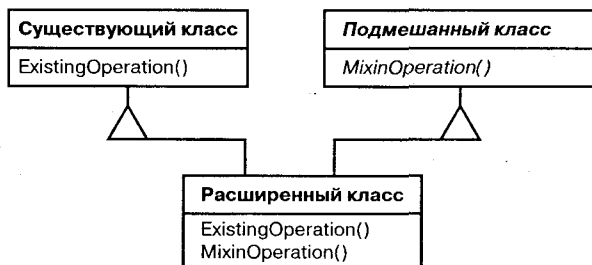 Существующий класс
ExistingOperation()
Подмешанный класс
MixinOperation()
Расширенный класс
ExistingOperation()
MixinOperation()